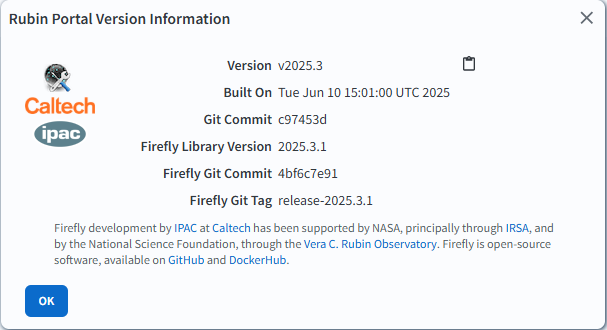 Rubin Portal Version Information
Version v2025.3
Built On Tue Jun 10 15:01:00 UTC 2025
Caltech
ipac
Git Commit c97453d
Firefly Library Version 2025.3.1
Firefly Git Commit 4bf6c7e91
Firefly Git Tag release-2025.3.1
Firefly development by IPAC at Caltech has been supported by NASA, principally through IRSA, and
by the National Science Foundation, through the Vera C. Rubin Observatory. Firefly is open-source
software, available on GitHub and DockerHub.
OK